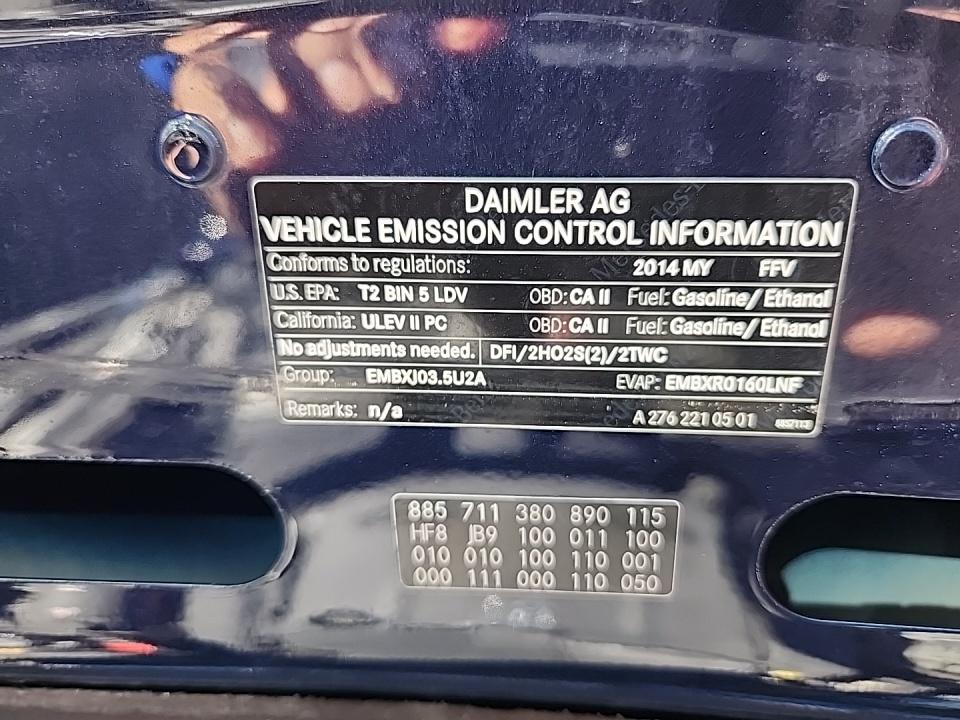 DAIMLER AG
VEHICLE EMISSION CONTROL INFORMATION
Conforms to regulations: 2014 MY FFV
U.S. EPA: T2 BIN 5 LDV OBD: CA II Fuel: Gasoline/ Ethanol
California: ULEV II PC OBD: CA II Fuel: Gasoline/ Ethanol
No adjustments needed. DFI/2HO2S(2)/2TWC
Group: EMBXJ03.5U2A EVAP: EMBXR0160LNF
Remarks: n/a A 276 221 05 01
885 711 380 890 115
HF8 JB9 100 011 100
010 010 100 110 001
000 111 000 110 050